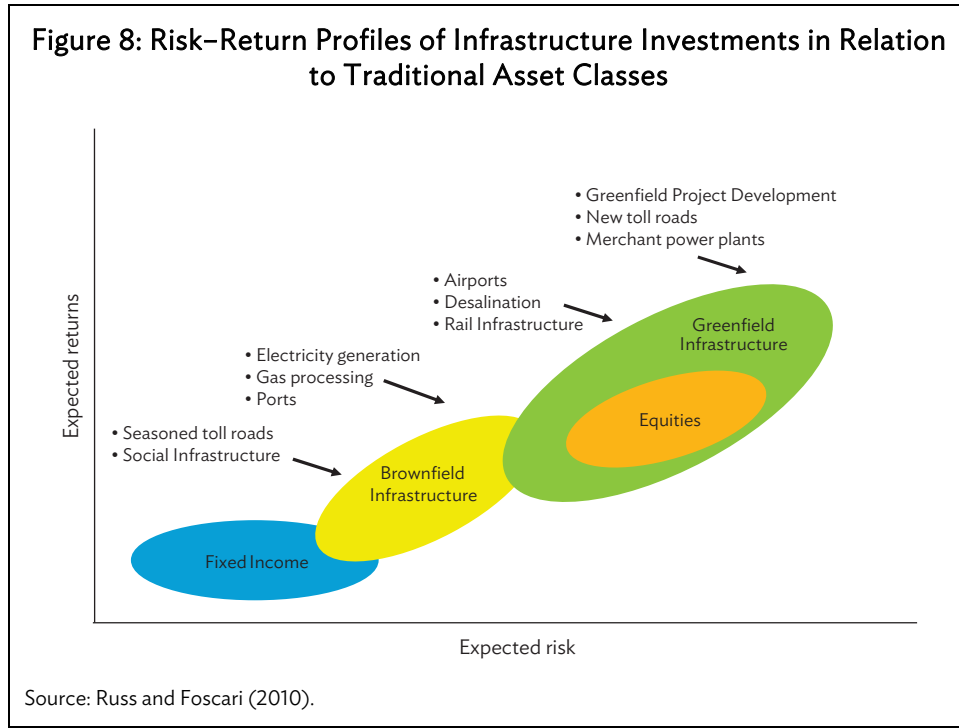 Figure 8: Risk–Return Profiles of Infrastructure Investments in Relation
to Traditional Asset Classes
• Greenfield Project Development
• New toll roads
• Merchant power plants
• Airports
• Desalination
• Rail Infrastructure
Greenfield
Infrastructure
• Electricity generation
• Gas processing
• Ports
Equities
• Seasoned toll roads
• Social Infrastructure
Brownfield
Infrastructure
Fixed Income
Expected returns
Expected risk
Source: Russ and Foscari (2010).